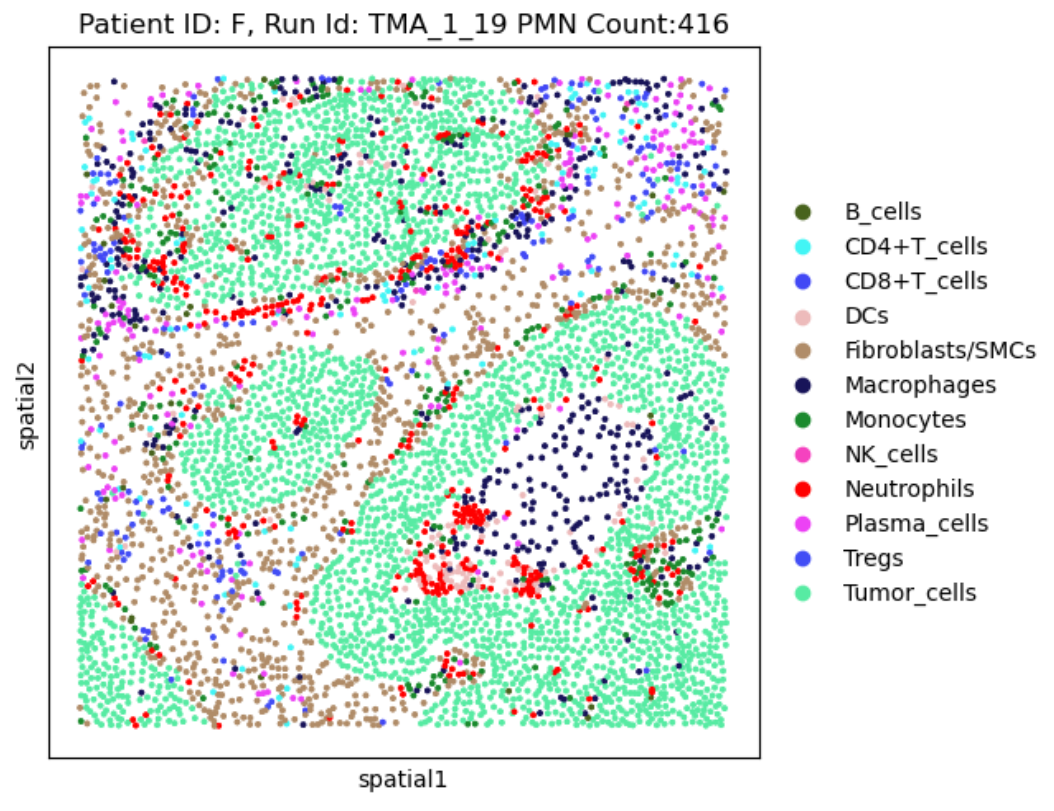 Patient ID: F, Run Id: TMA_1_19 PMN Count:416
spatial2
spatial1
B_cells
CD4+T_cells
CD8+T_cells
DCs
Fibroblasts/SMCs
Macrophages
Monocytes
NK_cells
Neutrophils
Plasma_cells
Tregs
Tumor_cells